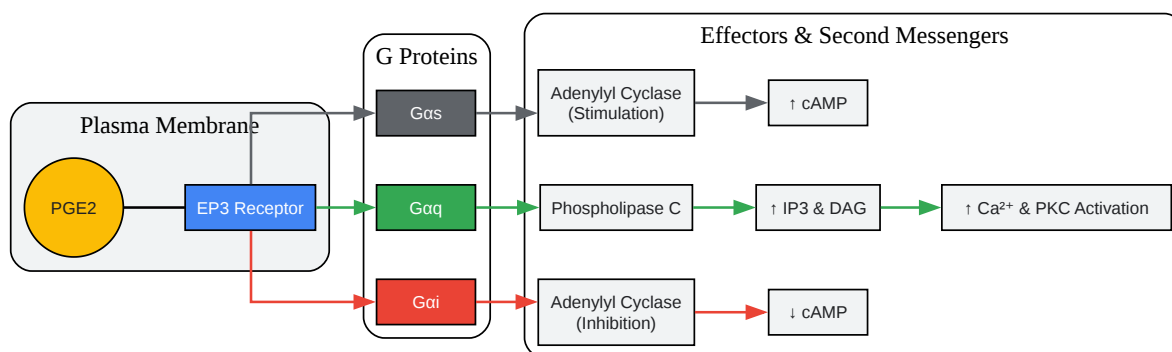 Effectors & Second Messengers
G Proteins
Plasma Membrane
Gαs
Adenylyl Cyclase
(Stimulation)
↑ cAMP
PGE2
EP3 Receptor
Gαq
Phospholipase C
↑ IP3 & DAG
↑ Ca²⁺ & PKC Activation
Gαi
Adenylyl Cyclase
(Inhibition)
↓ cAMP